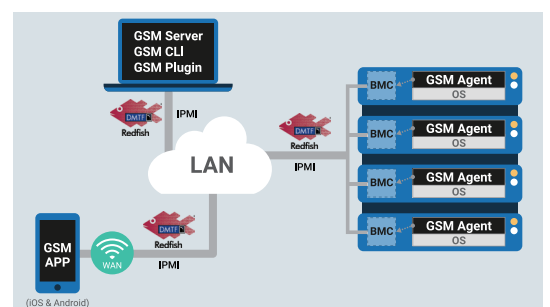 GSM Server
GSM CLI
GSM Plugin
DMTF
Redfish
IPMI
LAN
DMTF
Redfish
IPMI
BMC
GSM Agent
OS
BMC
GSM Agent
OS
BMC
GSM Agent
OS
BMC
GSM Agent
OS
DMTF
Redfish
IPMI
GSM
APP
WAN
(iOS & Android)